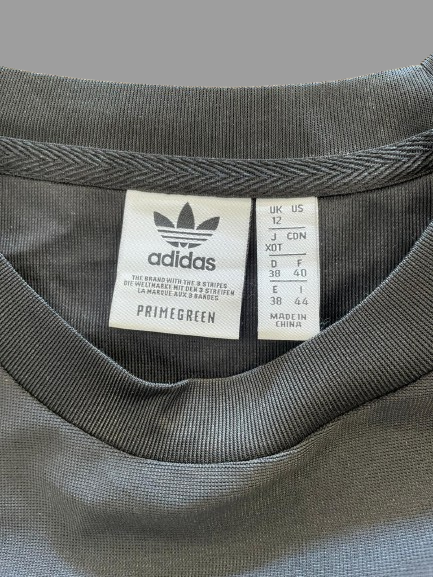 adidas
THE BRAND WITH THE 3 STRIPES
DIE WELTMARKE MIT DEN 3 STREIFEN
LA MARQUE AUX 3 BANDES
PRIMEGREEN
UK US
12
J CDN
XOT
D F
38 40
E I
38 44
MADE IN
CHINA